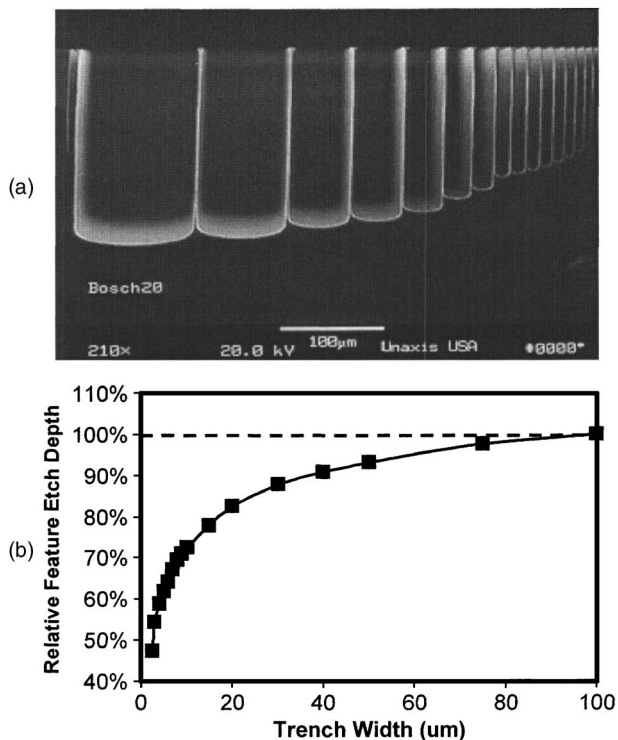 (a)
Bosch20
210× 20.0 kV 100µm Unaxis USA #0000*
(b)
Relative Feature Etch Depth
110%
100%
90%
80%
70%
60%
50%
40%
0 20 40 60 80 100
Trench Width (um)